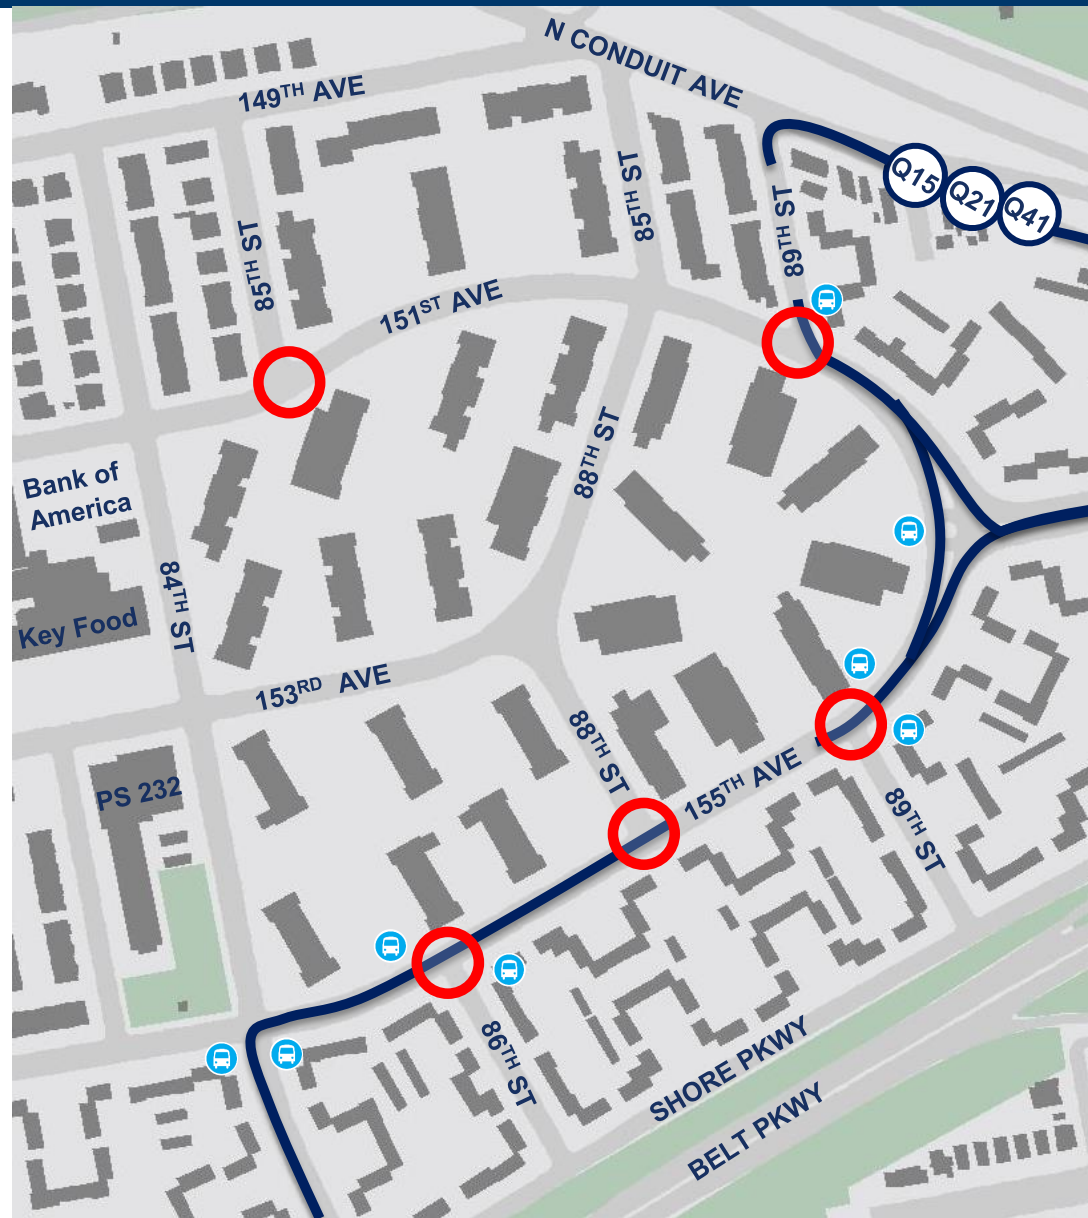 N CONDUIT AVE
149TH AVE
Q15
Q21
Q41
85TH ST
85TH ST
89TH ST
151ST AVE
88TH ST
Bank of
America
84TH ST
Key Food
153RD AVE
88TH ST
155TH AVE
PS 232
89TH ST
86TH ST
SHORE PKWY
BELT PKWY